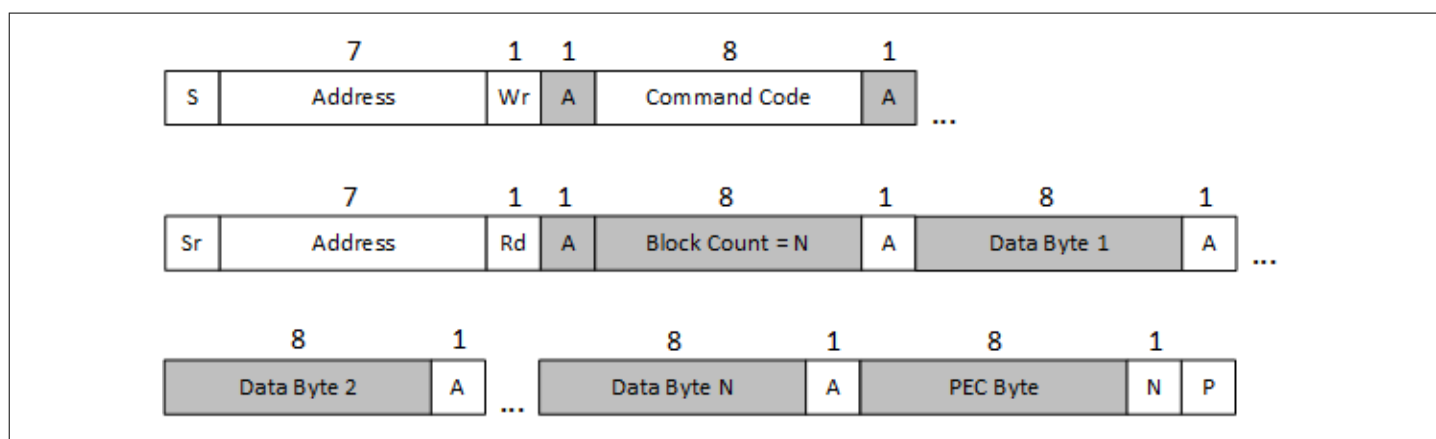 7 1 1 8 1
S Address Wr A Command Code A ...
7 1 1 8 1 8 1
Sr Address Rd A Block Count = N A Data Byte 1 A ...
8 1 8 1 8 1
Data Byte 2 A ... Data Byte N A PEC Byte N P